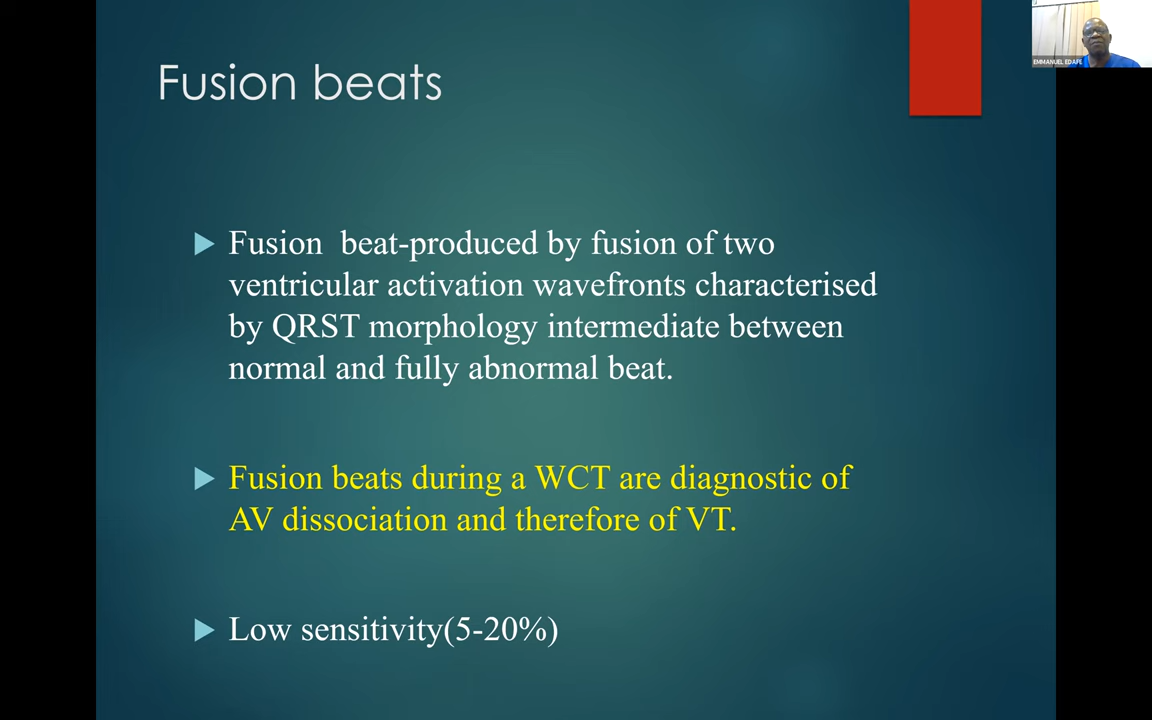 Fusion beats
EMMANUEL EDAFE
Fusion  beat-produced by fusion of two
ventricular activation wavefronts characterised
by QRST morphology intermediate between
normal and fully abnormal beat.
Fusion beats during a WCT are diagnostic of
AV dissociation and therefore of VT.
Low sensitivity(5-20%)